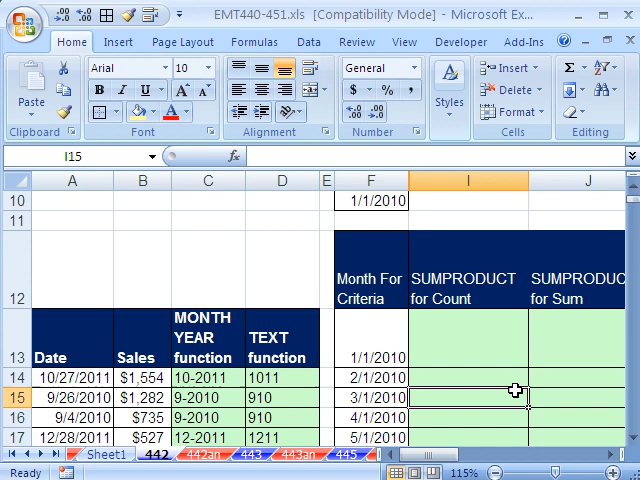 EMT440-451.xls [Compatibility Mode] - Microsoft Ex...
Home Insert Page Layout Formulas Data Review View Developer Add-Ins
Arial 10 General Insert
Paste B I U A A $ % , Styles Delete
A Format
Clipboard Font Alignment Number Cells Editing
I15 fx
A B C D E F I J
10 1/1/2010
11
12 Month For Criteria SUMPRODUCT for Count SUMPRODUC for Sum
13 Date Sales MONTH YEAR function TEXT function 1/1/2010
14 10/27/2011 $1,554 10-2011 1011 2/1/2010
15 9/26/2010 $1,282 9-2010 910 3/1/2010
16 9/4/2010 $735 9-2010 910 4/1/2010
17 12/28/2011 $527 12-2011 1211 5/1/2010
Sheet1 442 442an 443 443an 445
Ready 115%